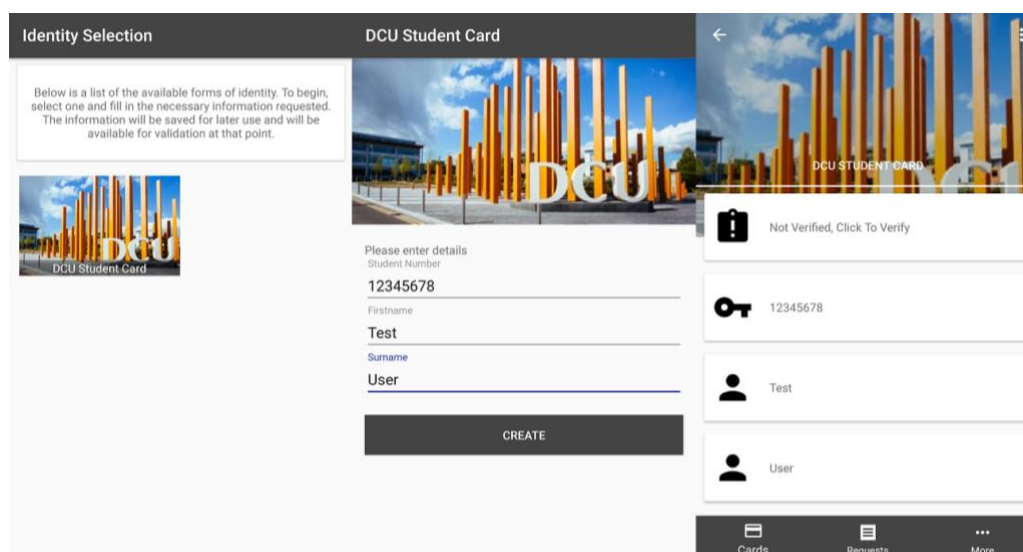 Identity Selection
Below is a list of the available forms of identity. To begin,
select one and fill in the necessary information requested.
The information will be saved for later use and will be
available for validation at that point.
DCU
DCU Student Card
DCU Student Card
DCU
Please enter details
Student Number
12345678
Firstname
Test
Surname
User
CREATE
DCU STUDENT CARD
DCU
Not Verified, Click To Verify
12345678
Test
User
Cards
Requests
More